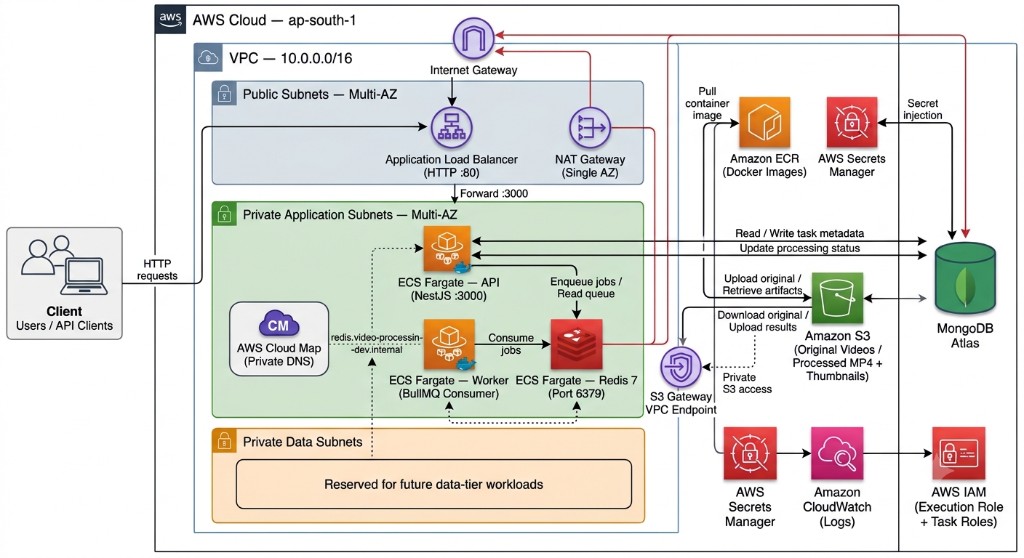 aws
AWS Cloud — ap-south-1
VPC — 10.0.0.0/16
Internet Gateway
Public Subnets — Multi-AZ
Application Load Balancer
(HTTP :80)
NAT Gateway
(Single AZ)
Forward :3000
Private Application Subnets — Multi-AZ
ECS Fargate — API
(NestJS :3000)
Enqueue jobs /
Read queue
CM
AWS Cloud Map
(Private DNS)
redis.video-processin-
-dev.internal
Consume
jobs
ECS Fargate — Worker
(BullMQ Consumer)
ECS Fargate — Redis 7
(Port 6379)
Private Data Subnets
Reserved for future data-tier workloads
HTTP
requests
Client
Users / API Clients
Pull
container
image
Amazon ECR
(Docker Images)
AWS Secrets
Manager
Secret
injection
Read / Write task metadata
Update processing status
Upload original /
Retrieve artifacts
Download original /
Upload results
Amazon S3
(Original Videos /
Processed MP4 +
Thumbnails)
MongoDB
Atlas
Private
S3 access
S3 Gateway
VPC Endpoint
AWS
Secrets
Manager
Amazon
CloudWatch
(Logs)
AWS IAM
(Execution Role
+ Task Roles)